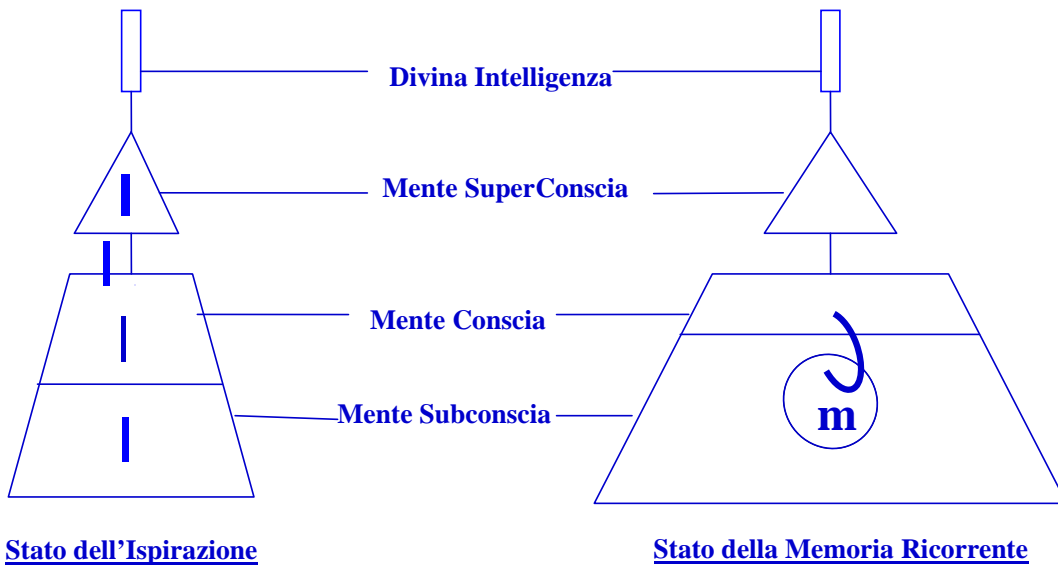 Divina Intelligenza
Mente SuperConscia
Mente Conscia
Mente Subconscia
m
Stato dell’Ispirazione
Stato della Memoria Ricorrente